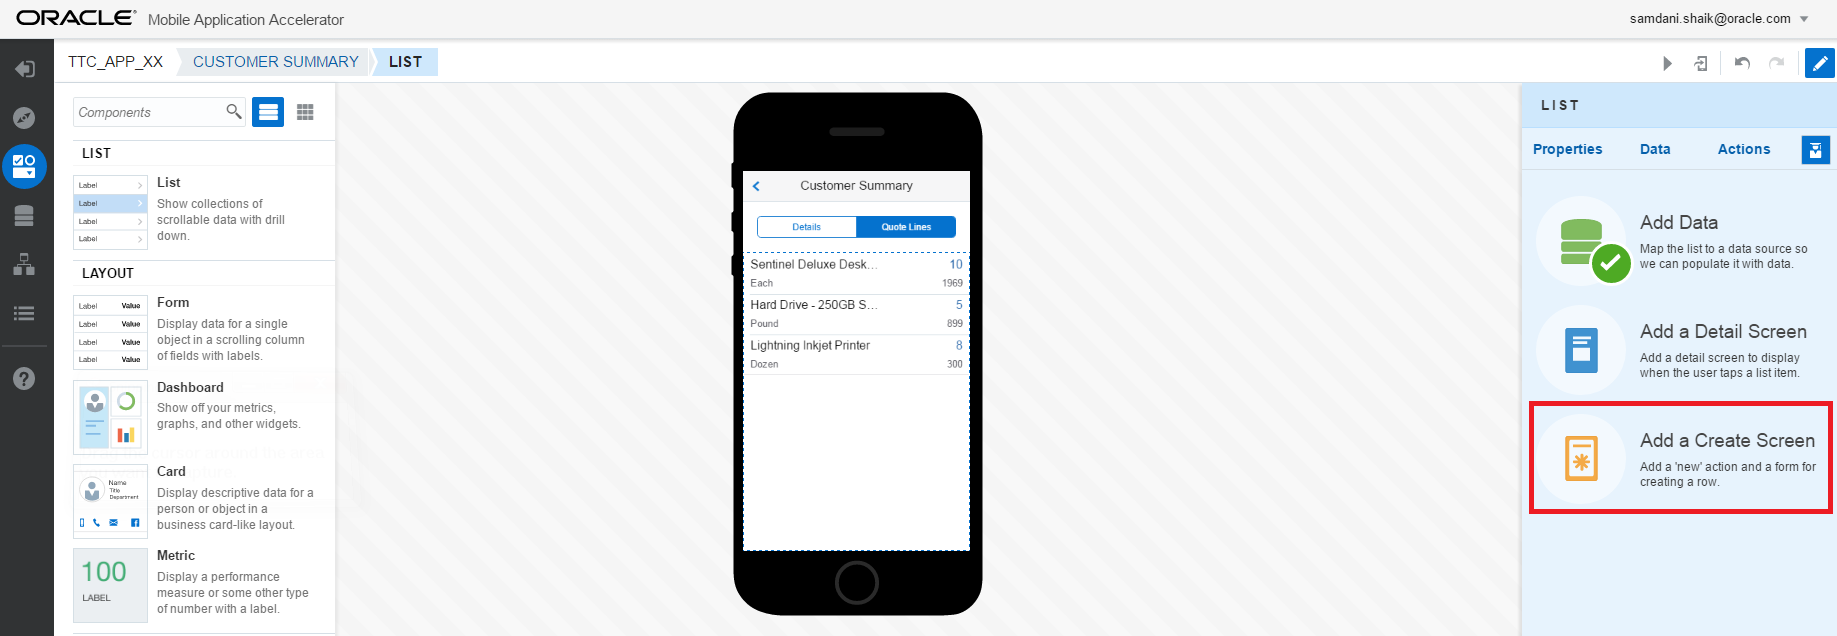 ORACLE Mobile Application Accelerator
samdani.shaik@oracle.com
TTC_APP_XX CUSTOMER SUMMARY LIST
Components
LIST
Label
Label
Label
Label
List
Show collections of
scrollable data with drill
down.
LAYOUT
Label Value
Label Value
Label Value
Label Value
Form
Display data for a single
object in a scrolling column
of fields with labels.
Dashboard
Show off your metrics,
graphs, and other widgets.
Name
Title
Department
Card
Display descriptive data for a
person or object in a
business card-like layout.
100
LABEL
Metric
Display a performance
measure or some other type
of number with a label.
Customer Summary
Details Quote Lines
Sentinel Deluxe Desk... 10
Each 1969
Hard Drive - 250GB S... 5
Pound 899
Lightning Inkjet Printer 8
Dozen 300
LIST
Properties Data Actions
Add Data
Map the list to a data source so
we can populate it with data.
Add a Detail Screen
Add a detail screen to display
when the user taps a list item.
Add a Create Screen
Add a 'new' action and a form for
creating a row.